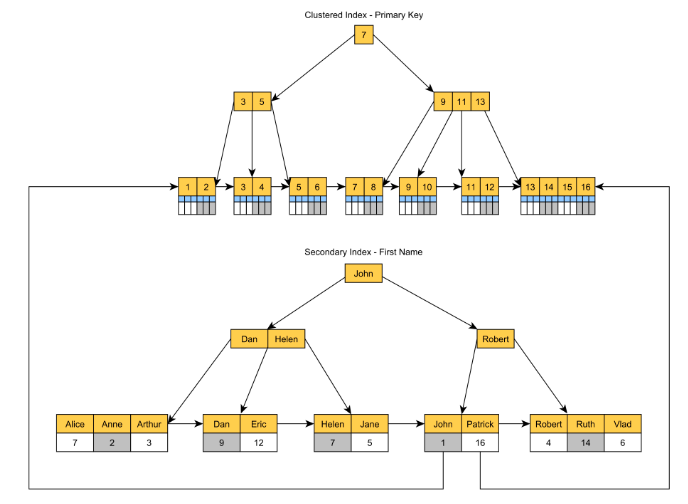 Clustered Index - Primary Key
7
3 5
9 11 13
1 2 3 4 5 6 7 8 9 10 11 12 13 14 15 16
Secondary Index - First Name
John
Dan Helen
Robert
Alice Anne Arthur Dan Eric Helen Jane John Patrick Robert Ruth Vlad
7 2 3 9 12 7 5 1 16 4 14 6